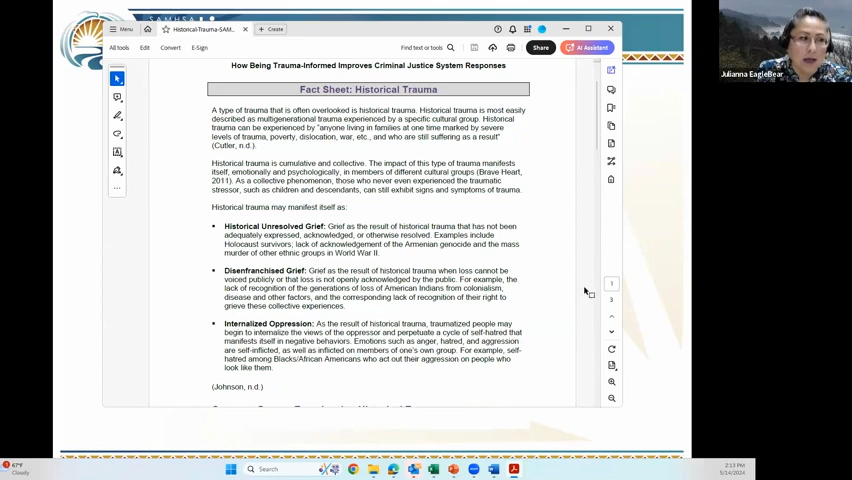 SAMHSA
Menu
Historical-Trauma-SAM...
Create
All tools
Edit
Convert
E-Sign
Find text or tools
Share
AI Assistant
How Being Trauma-Informed Improves Criminal Justice System Responses
Fact Sheet: Historical Trauma
A type of trauma that is often overlooked is historical trauma. Historical trauma is most easily
described as multigenerational trauma experienced by a specific cultural group. Historical
trauma can be experienced by "anyone living in families at one time marked by severe
levels of trauma, poverty, dislocation, war, etc., and who are still suffering as a result"
(Cutler, n.d.).
Historical trauma is cumulative and collective. The impact of this type of trauma manifests
itself, emotionally and psychologically, in members of different cultural groups (Brave Heart,
2011). As a collective phenomenon, those who never even experienced the traumatic
stressor, such as children and descendants, can still exhibit signs and symptoms of trauma.
Historical trauma may manifest itself as:
▪ Historical Unresolved Grief: Grief as the result of historical trauma that has not been
adequately expressed, acknowledged, or otherwise resolved. Examples include
Holocaust survivors; lack of acknowledgement of the Armenian genocide and the mass
murder of other ethnic groups in World War II.
▪ Disenfranchised Grief: Grief as the result of historical trauma when loss cannot be
voiced publicly or that loss is not openly acknowledged by the public. For example, the
lack of recognition of the generations of loss of American Indians from colonialism,
disease and other factors, and the corresponding lack of recognition of their right to
grieve these collective experiences.
▪ Internalized Oppression: As the result of historical trauma, traumatized people may
begin to internalize the views of the oppressor and perpetuate a cycle of self-hatred that
manifests itself in negative behaviors. Emotions such as anger, hatred, and aggression
are self-inflicted, as well as inflicted on members of one's own group. For example, self-
hatred among Blacks/African Americans who act out their aggression on people who
look like them.
(Johnson, n.d.)
1
3
Julianna EagleBear
1
67°F
Cloudy
Search
2:13 PM
5/14/2024